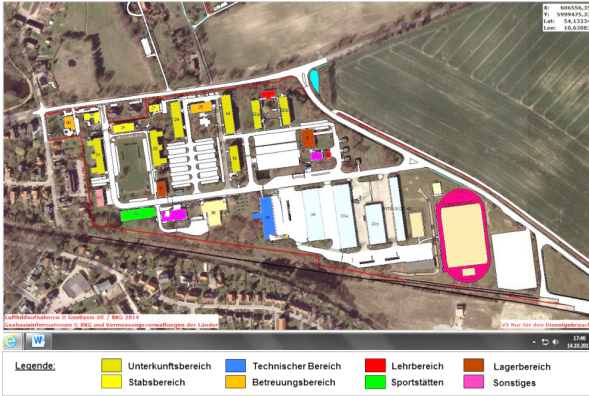 X: 606556,35
Y: 5999475,33
Lat: 54,13234
Lon: 10,63083
Luftbildaufnahmen © GeoBasis-DE / BKG 2014
Geobasisinformationen © BKG und Vermessungsverwaltungen der Länder
VS Nur für den Dienstgebrauch
17:46
14.10.201
Legende:
Unterkunftsbereich
Technischer Bereich
Lehrbereich
Lagerbereich
Stabsbereich
Betreuungsbereich
Sportstätten
Sonstiges